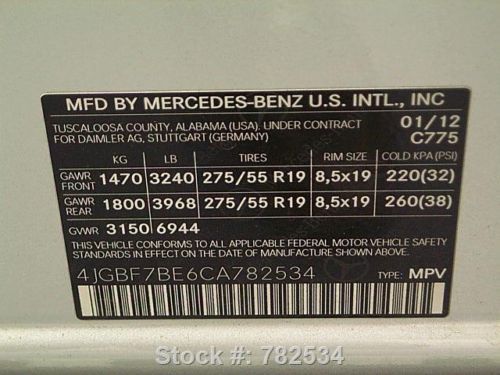 MFD BY MERCEDES-BENZ U.S. INTL., INC
TUSCALOOSA COUNTY, ALABAMA (USA). UNDER CONTRACT 01/12
FOR DAIMLER AG, STUTTGART (GERMANY) C775
KG LB TIRES RIM SIZE COLD KPA (PSI)
GAWR FRONT 1470 3240 275/55 R19 8,5x19 220(32)
GAWR REAR 1800 3968 275/55 R19 8,5x19 260(38)
GVWR 3150 6944
THIS VEHICLE CONFORMS TO ALL APPLICABLE FEDERAL MOTOR VEHICLE SAFETY
STANDARDS IN EFFECT ON THE DATE OF MANUFACTURE SHOWN ABOVE.
4JGBF7BE6CA782534 TYPE: MPV
Stock #: 782534